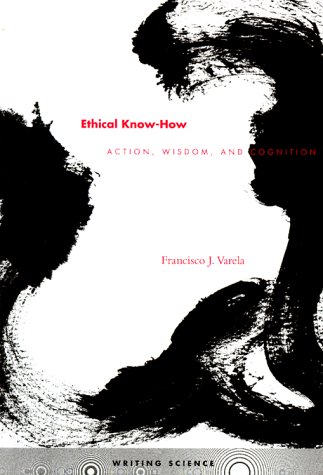 Ethical Know-How
ACTION, WISDOM, AND COGNITION
Francisco J. Varela
WRITING SCIENCE